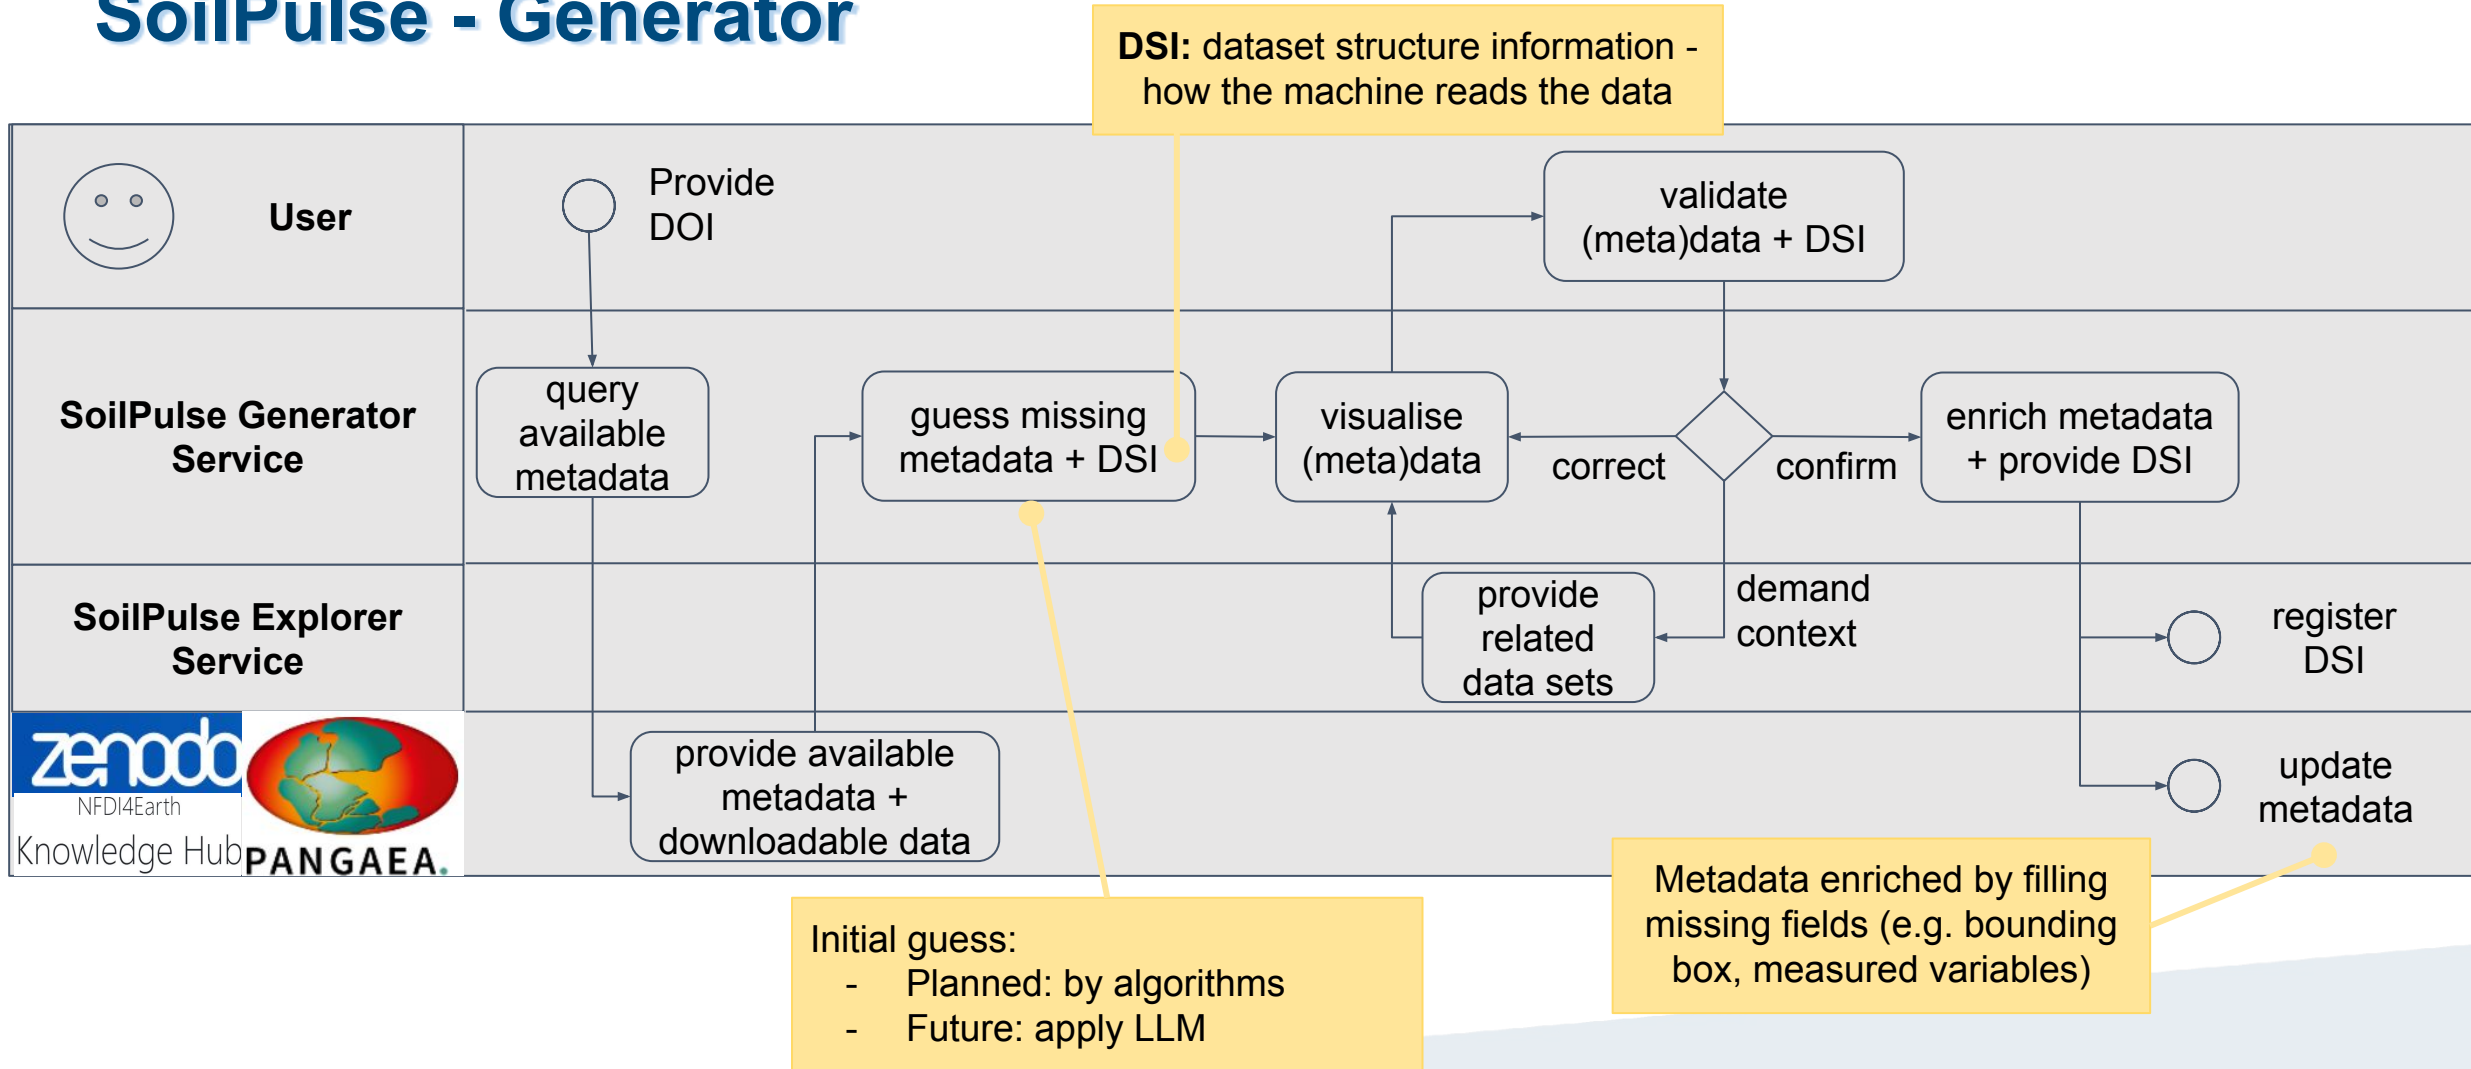 SoilPulse - Generator
DSI: dataset structure information -
how the machine reads the data
User
Provide
DOI
validate
(meta)data + DSI
SoilPulse Generator
Service
query
available
metadata
guess missing
metadata + DSI
visualise
(meta)data
correct
confirm
enrich metadata
+ provide DSI
SoilPulse Explorer
Service
provide
related
data sets
demand
context
register
DSI
zenodo
NFDI4Earth
Knowledge Hub
PANGAEA.
provide available
metadata +
downloadable data
update
metadata
Initial guess:
- Planned: by algorithms
- Future: apply LLM
Metadata enriched by filling
missing fields (e.g. bounding
box, measured variables)